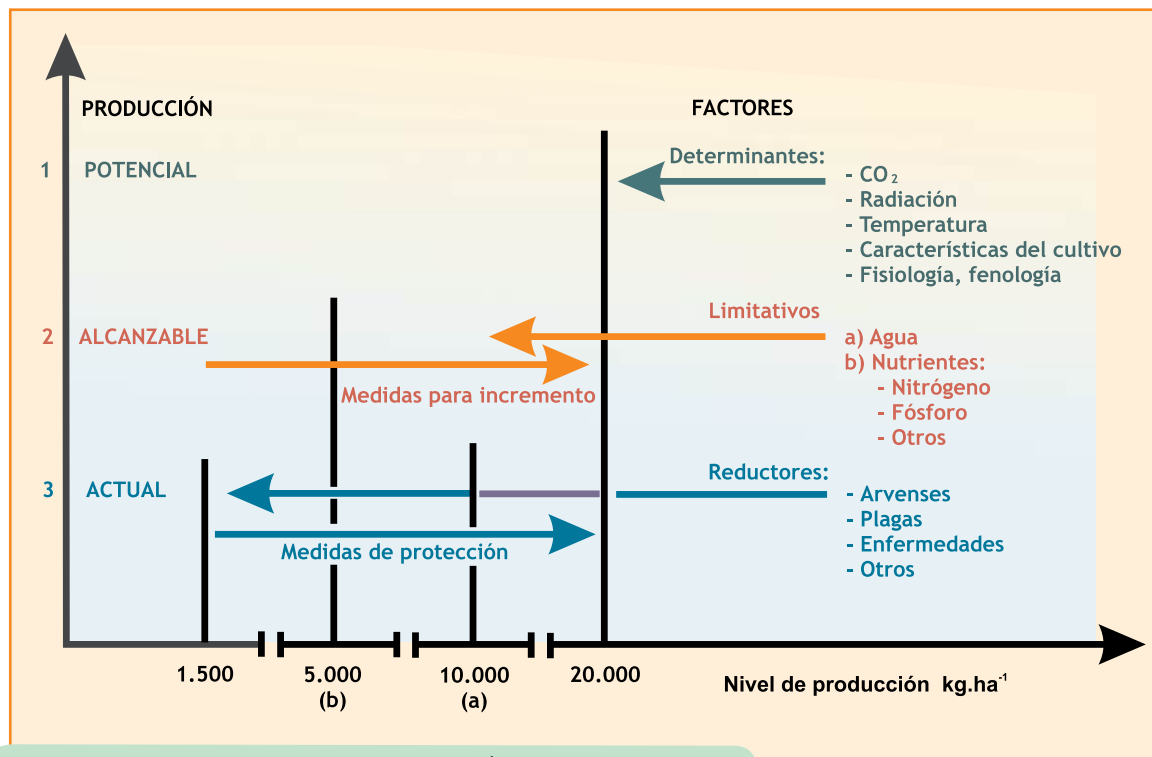 PRODUCCIÓN
FACTORES
1 POTENCIAL
Determinantes:
- CO₂
- Radiación
- Temperatura
- Características del cultivo
- Fisiología, fenología
2 ALCANZABLE
Limitativos
a) Agua
b) Nutrientes:
- Nitrógeno
- Fósforo
- Otros
Medidas para incremento
3 ACTUAL
Reductores:
- Arvenses
- Plagas
- Enfermedades
- Otros
Medidas de protección
1.500 5.000 10.000 20.000
(b) (a)
Nivel de producción kg.ha⁻¹